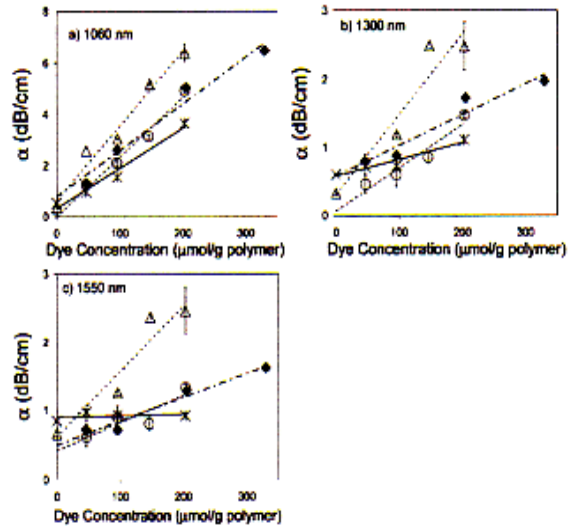 a) 1060 nm
8
6
4
2
0
α (dB/cm)
0 100 200 300
Dye Concentration (μmol/g polymer)
b) 1300 nm
3
2
1
0
α (dB/cm)
0 100 200 300
Dye Concentration (μmol/g polymer)
c) 1550 nm
3
2
1
0
α (dB/cm)
0 100 200 300
Dye Concentration (μmol/g polymer)